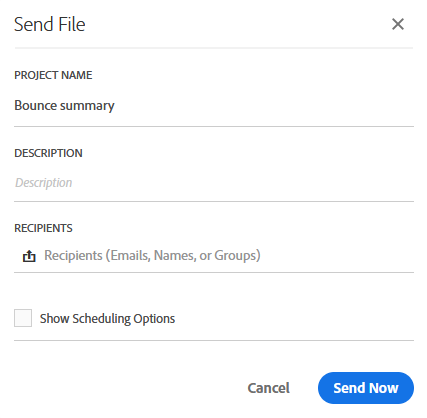 Send File
PROJECT NAME
Bounce summary
DESCRIPTION
Description
RECIPIENTS
Recipients (Emails, Names, or Groups)
Show Scheduling Options
Cancel Send Now